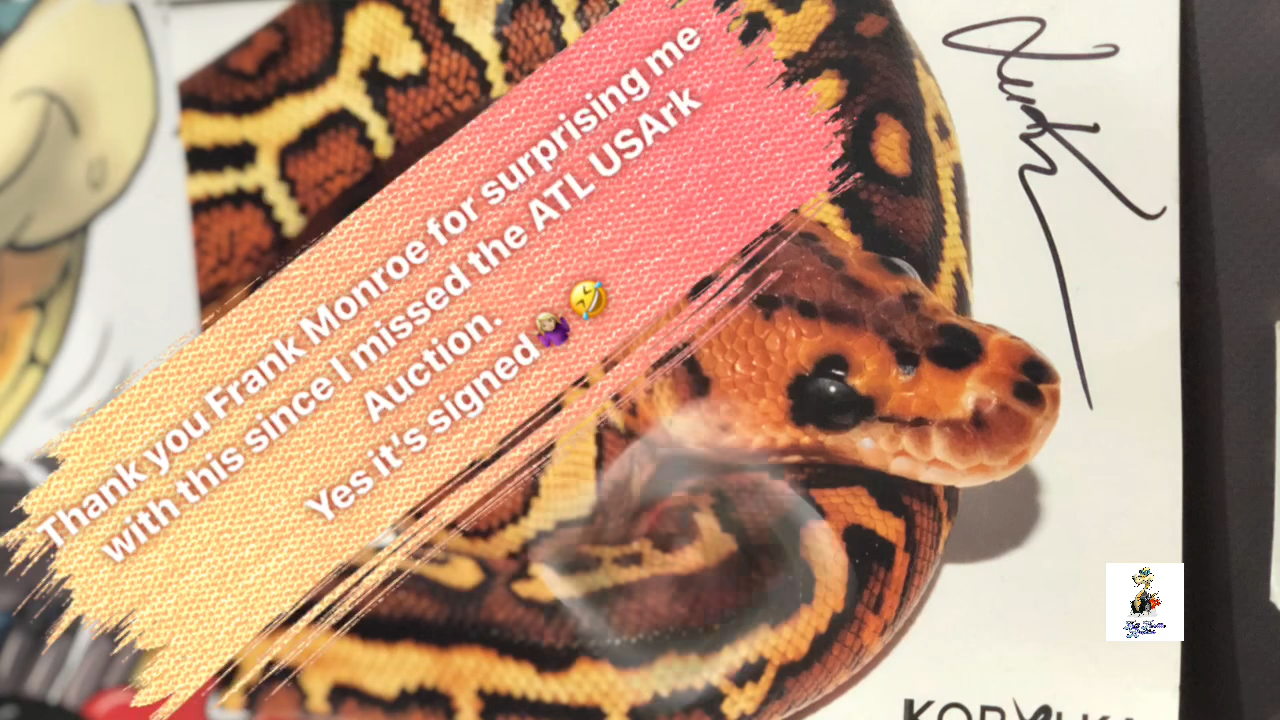 Thank you Frank Monroe for surprising me
with this since I missed the ATL USArk
Auction.
Yes it's signed🤷🏼‍♀️🤣